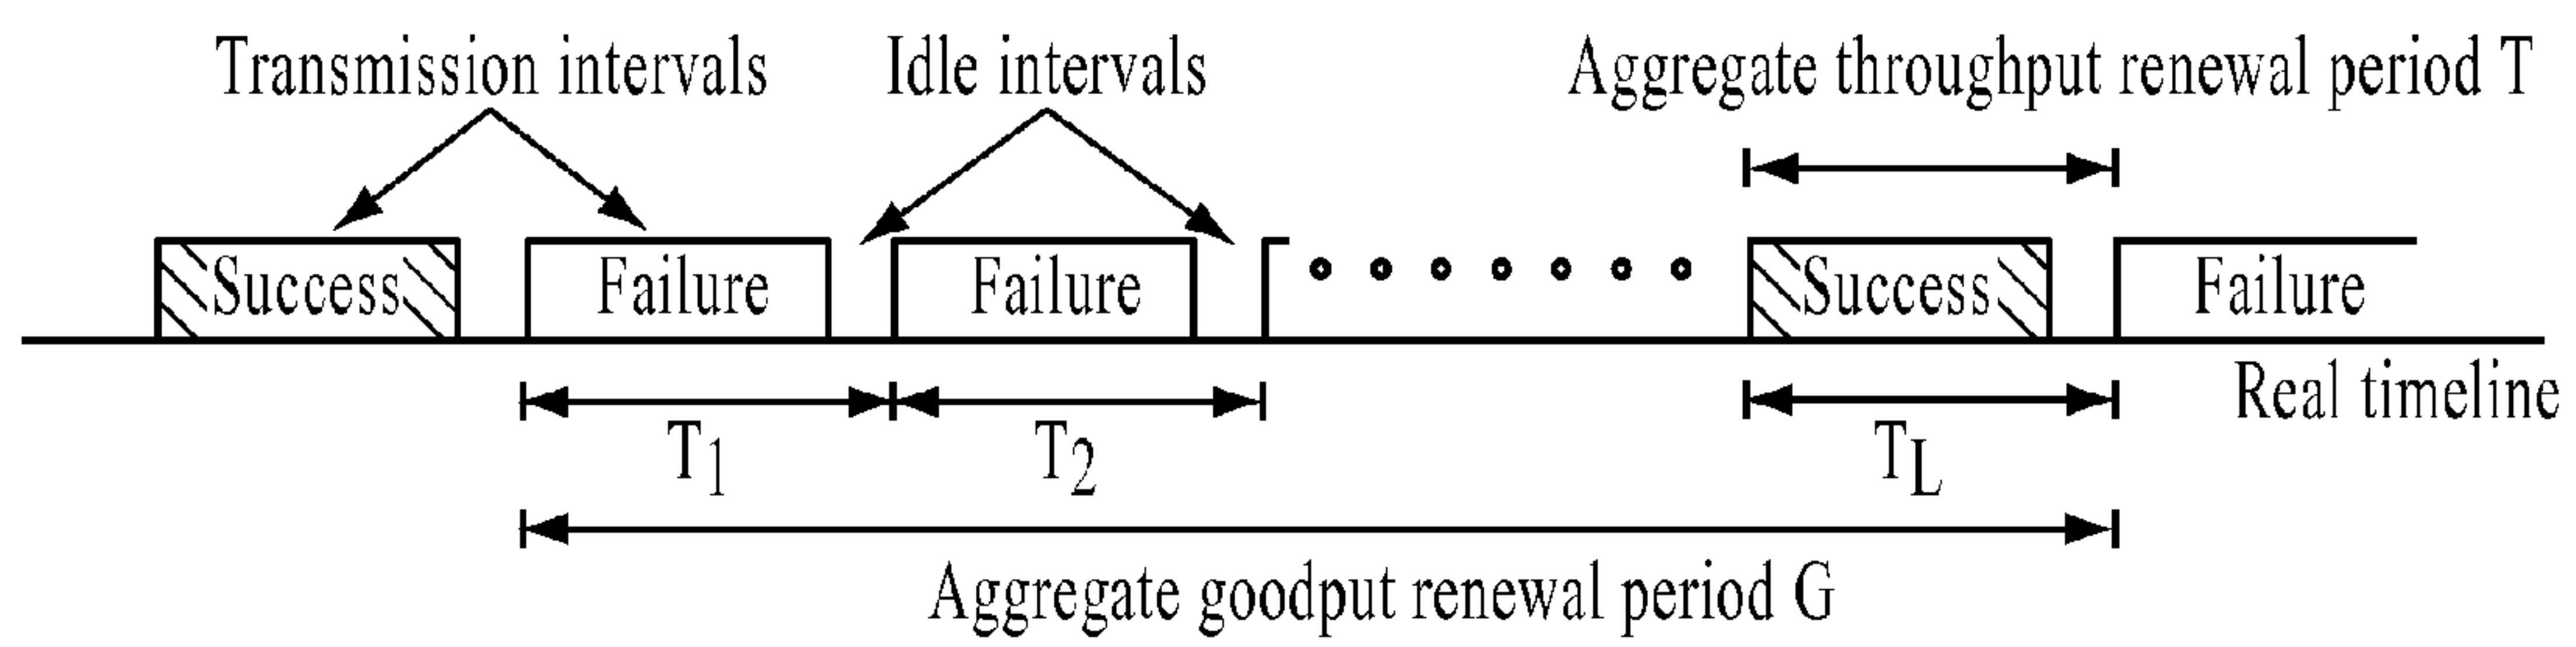 Transmission intervals
Idle intervals
Aggregate throughput renewal period T
Success
Failure
Failure
Success
Failure
Real timeline
T1
T2
TL
Aggregate goodput renewal period G